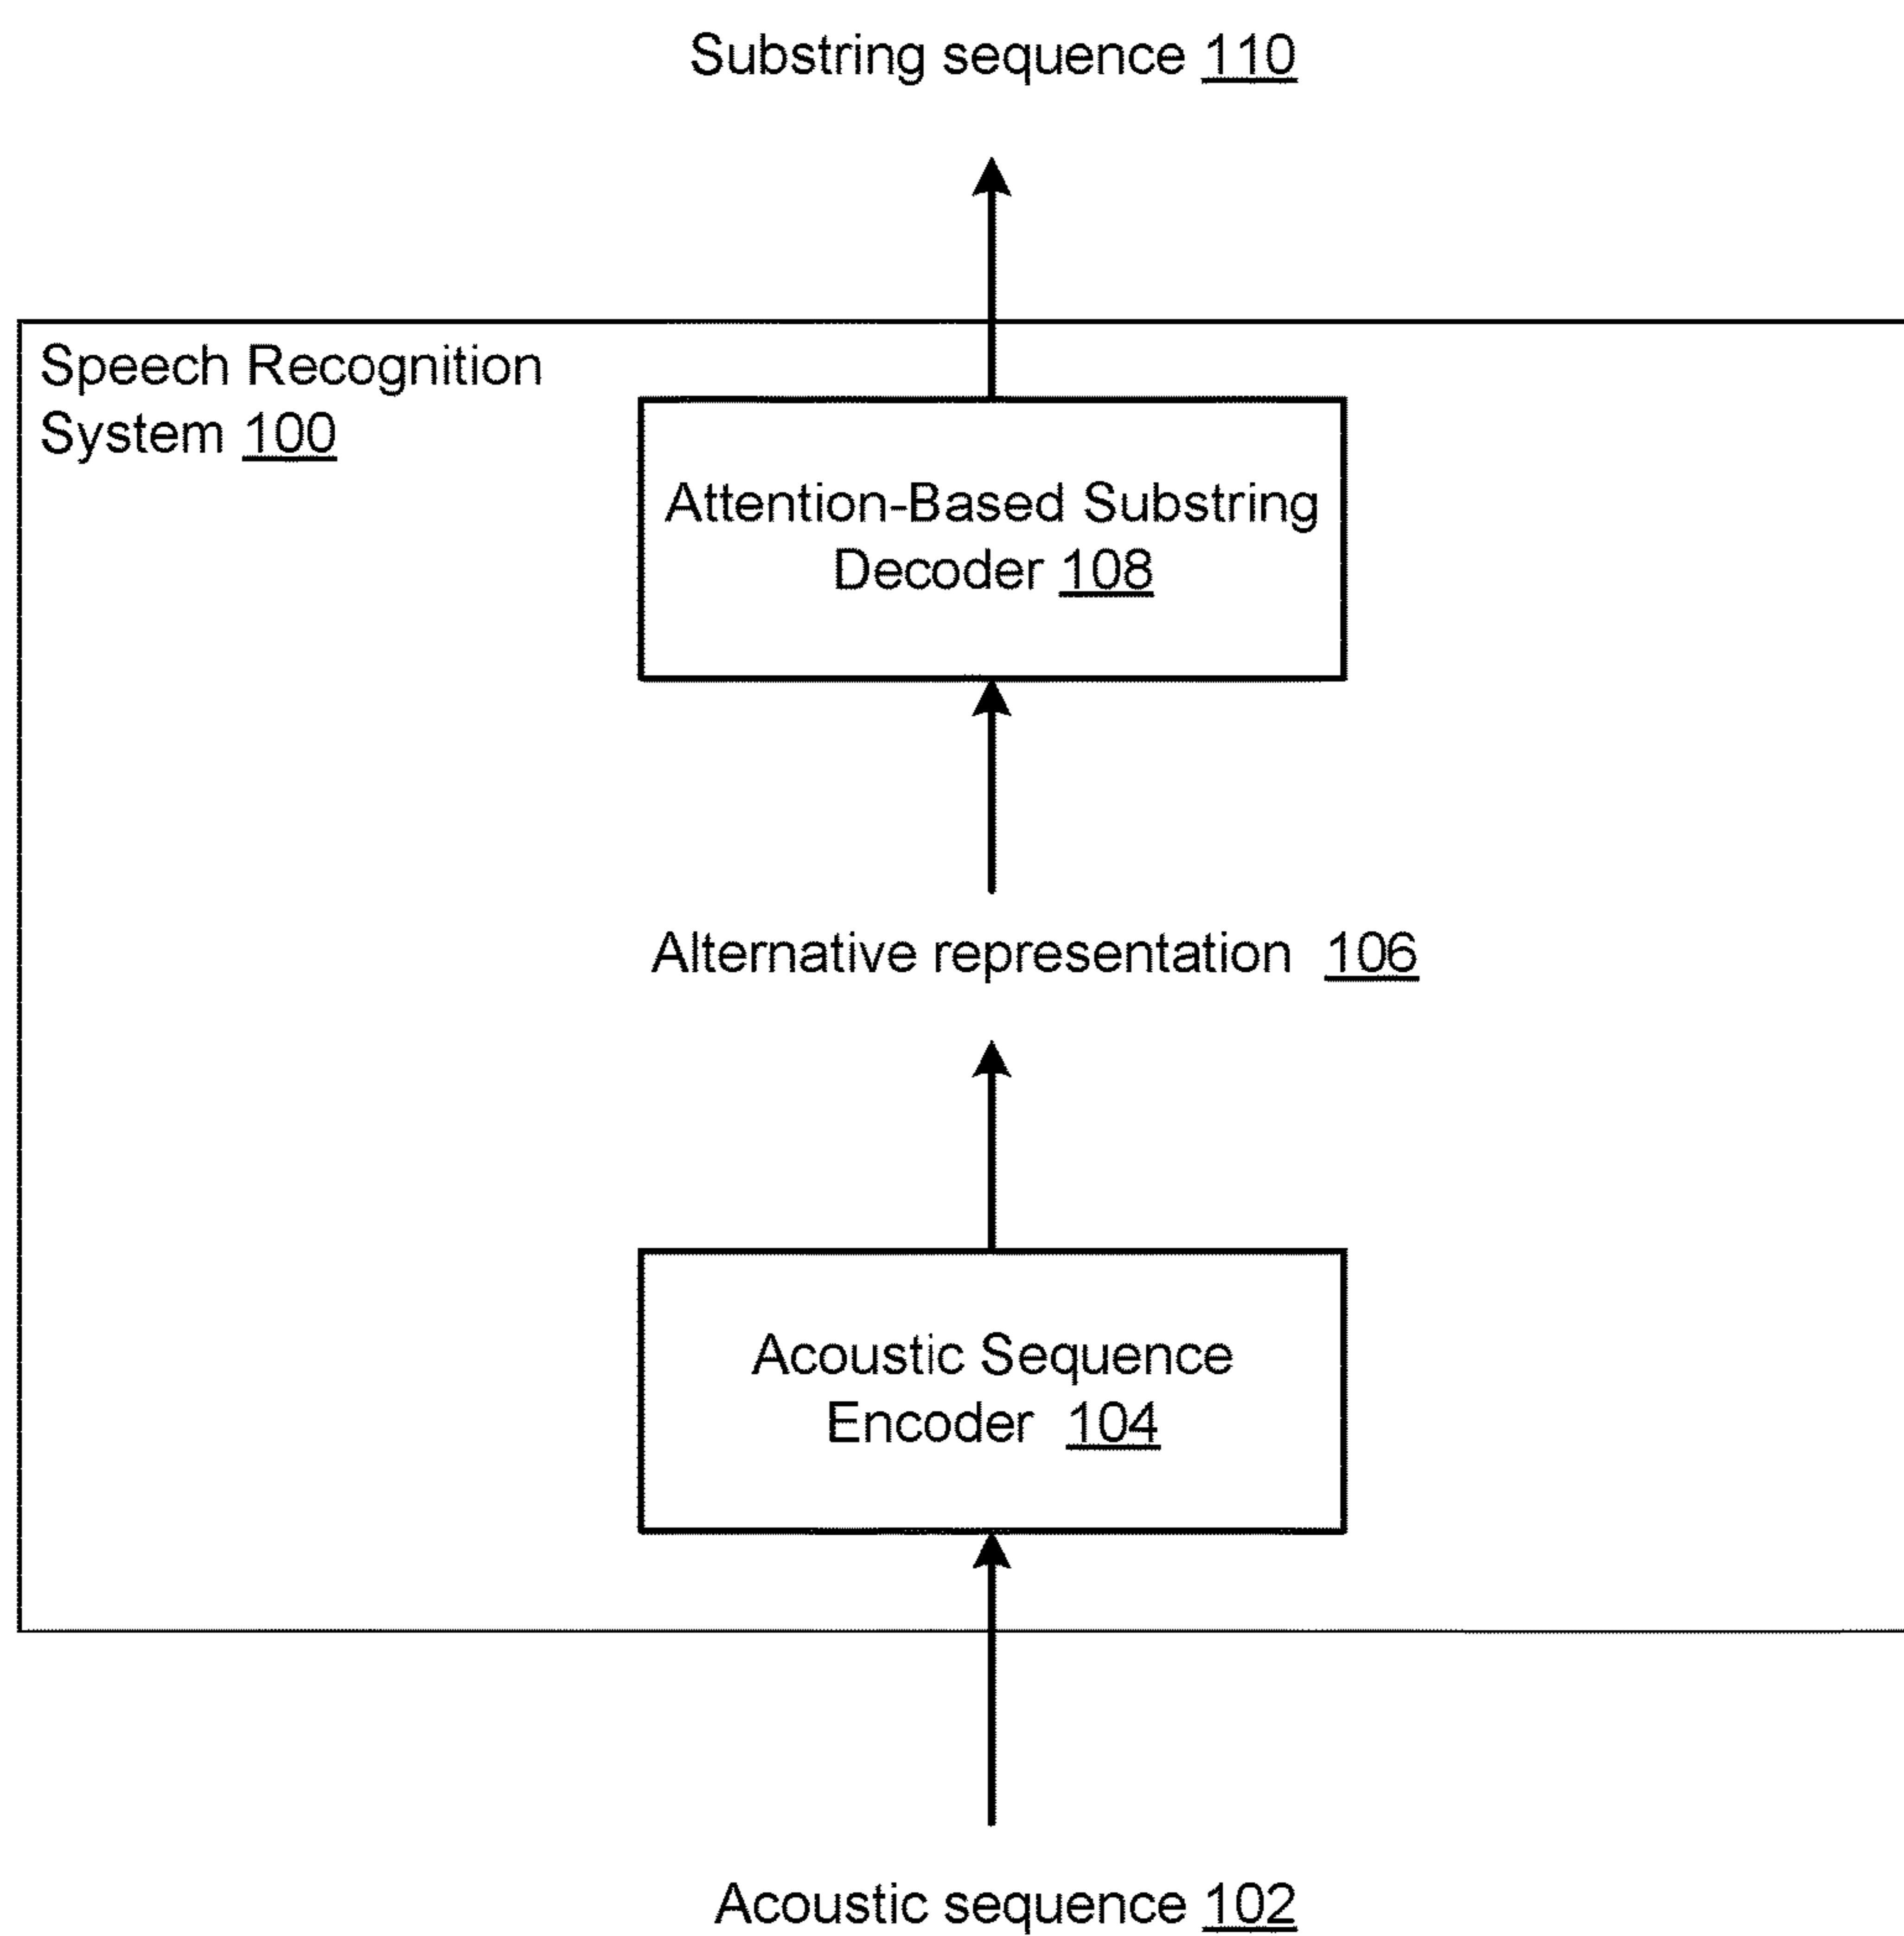 Substring sequence 110
Speech Recognition
System 100
Attention-Based Substring
Decoder 108
Alternative representation 106
Acoustic Sequence
Encoder 104
Acoustic sequence 102